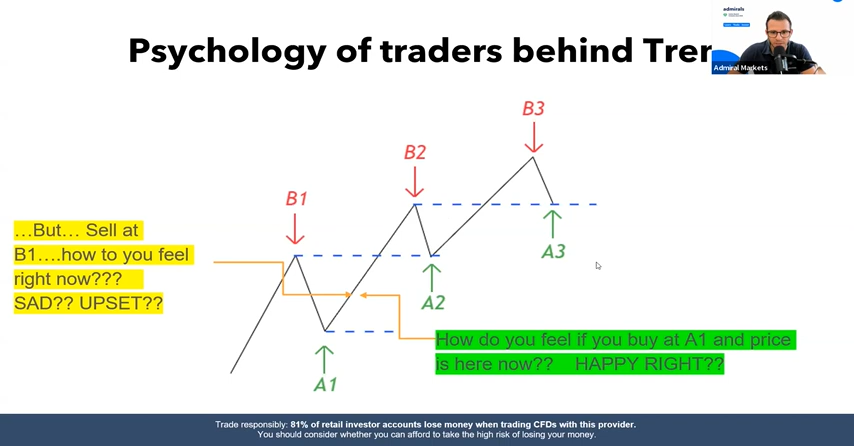 admirals
Psychology of traders behind Tren
Admiral Markets
B3
B2
B1
…But… Sell at
B1….how to you feel
right now???
SAD?? UPSET??
A3
A2
How do you feel if you buy at A1 and price
is here now?? HAPPY RIGHT??
A1
Trade responsibly: 81% of retail investor accounts lose money when trading CFDs with this provider.
You should consider whether you can afford to take the high risk of losing your money.